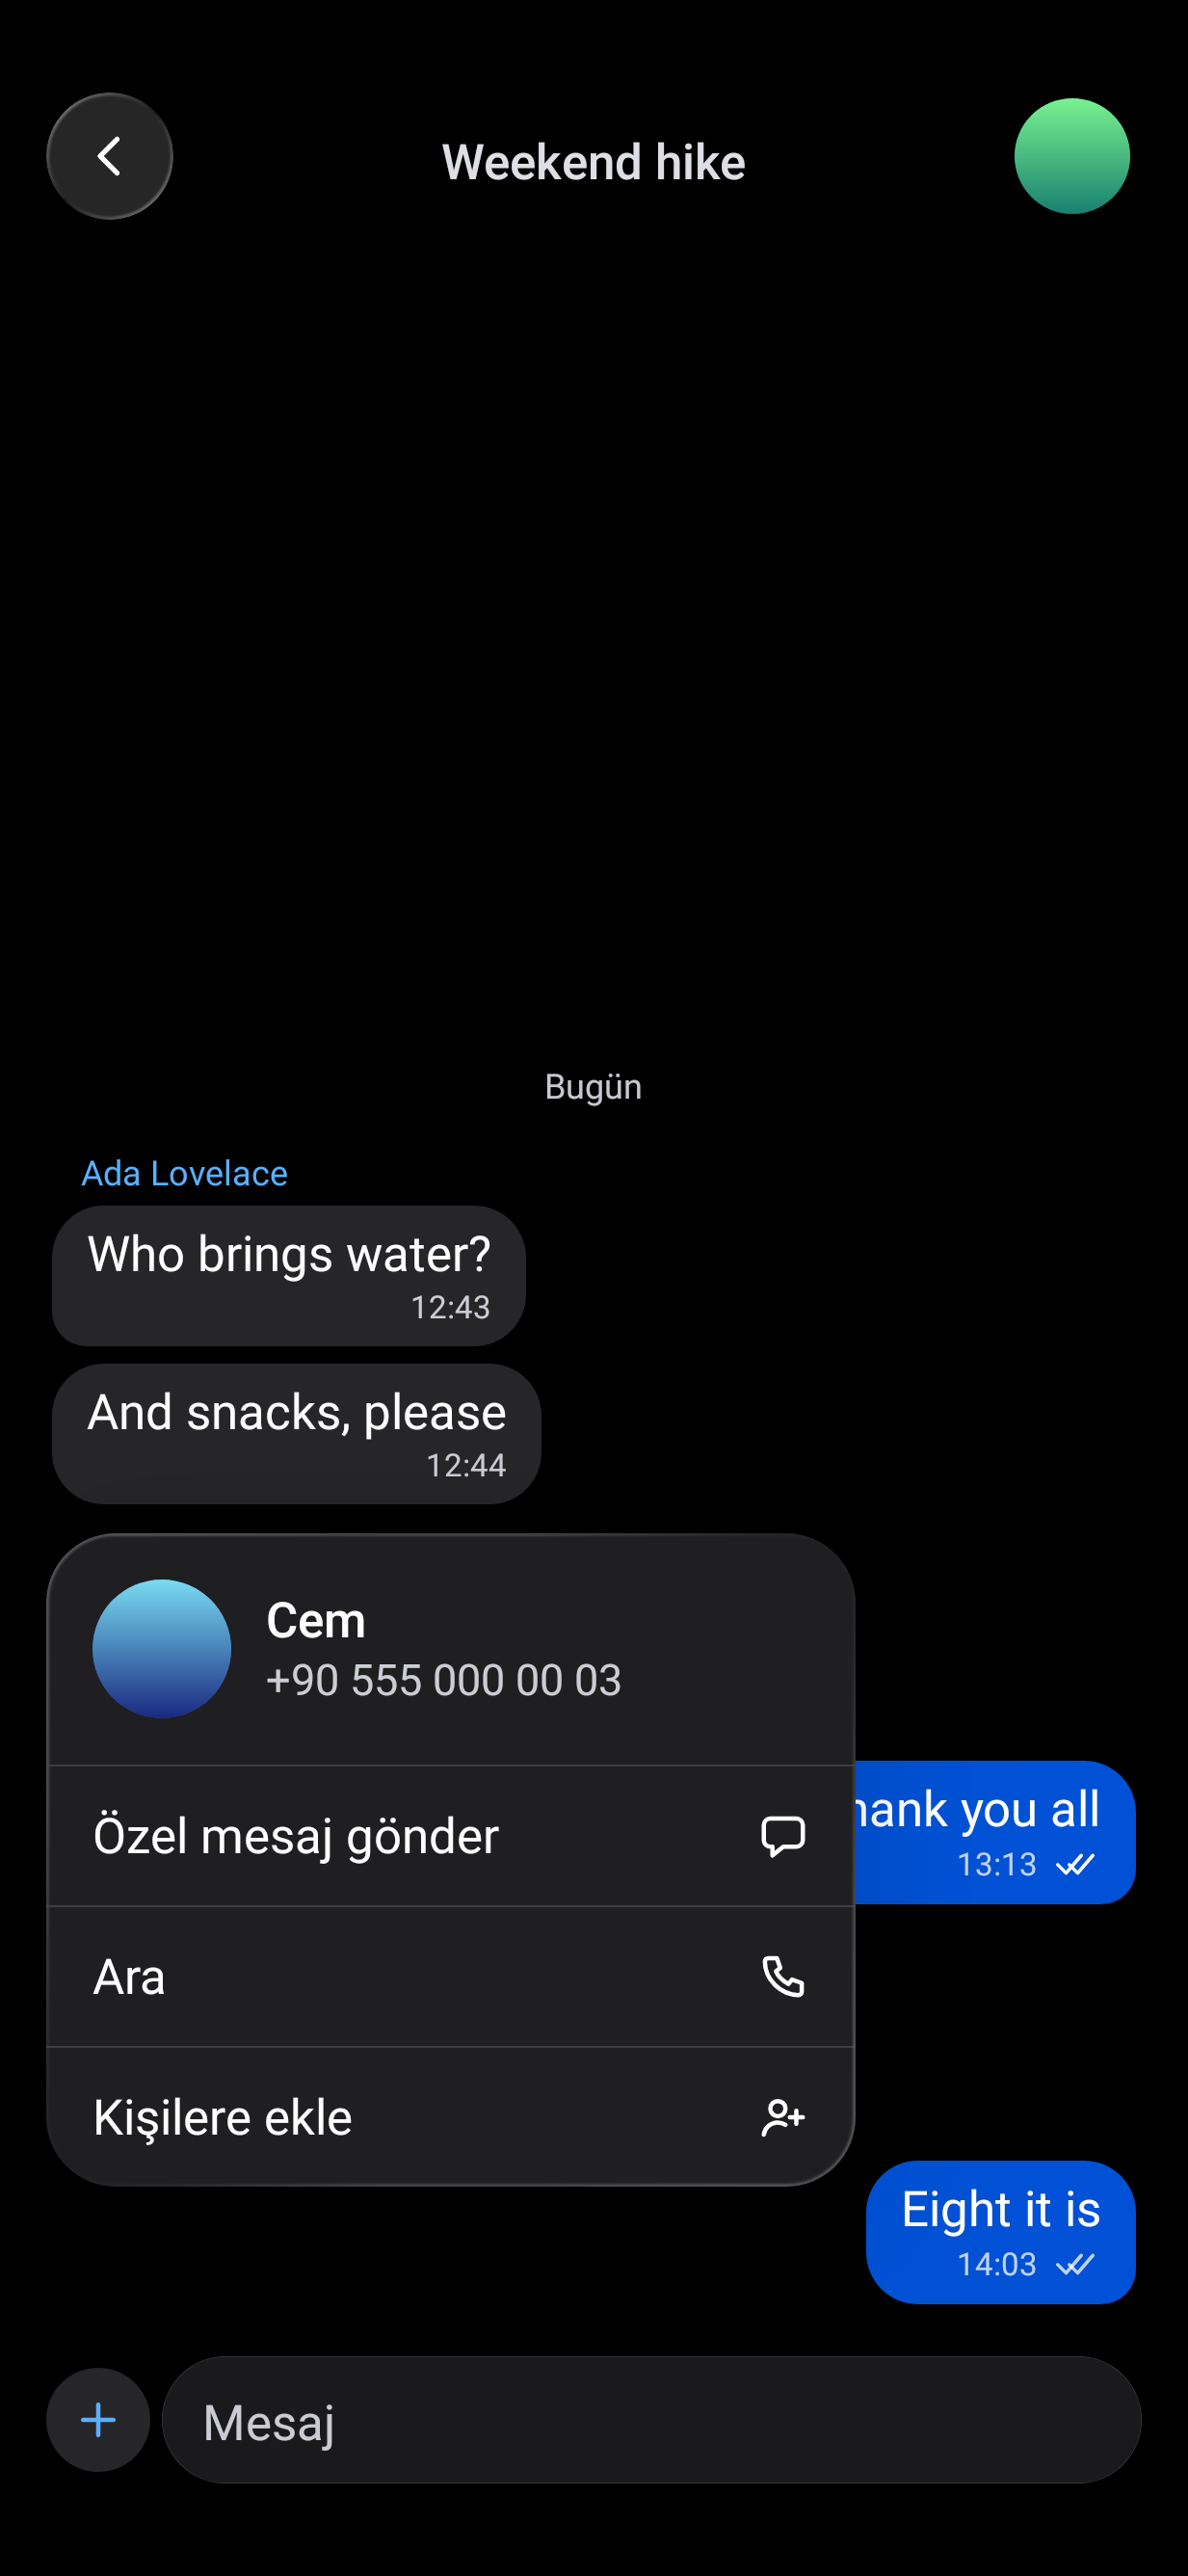 Weekend hike
Bugün
Ada Lovelace
Who brings water?
12:43
And snacks, please
12:44
Cem
+90 555 000 00 03
Özel mesaj gönder
you all
13:13
Ara
Kişilere ekle
Eight it is
14:03
Mesaj